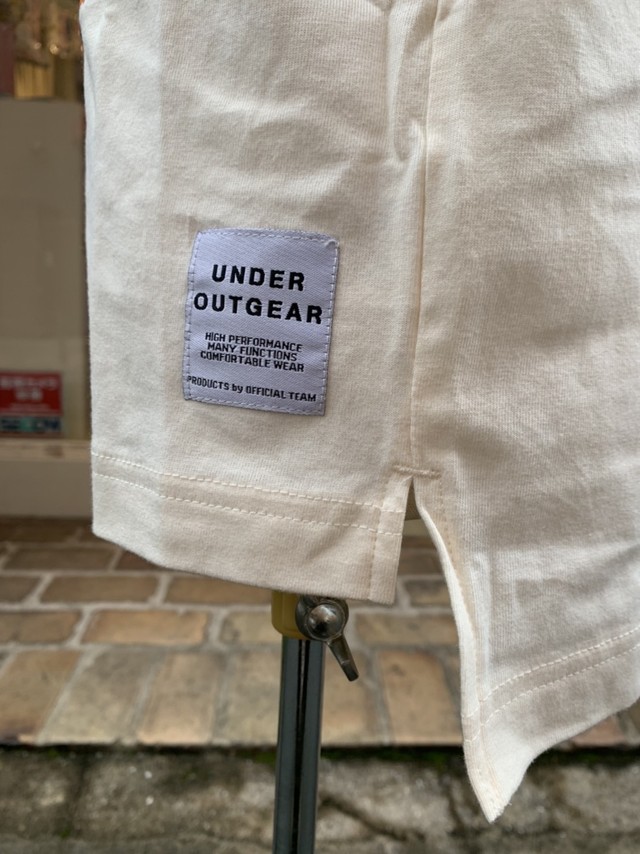 UNDER
OUTGEAR
HIGH PERFORMANCE
MANY FUNCTIONS
COMFORTABLE WEAR
PRODUCTS by OFFICIAL TEAM